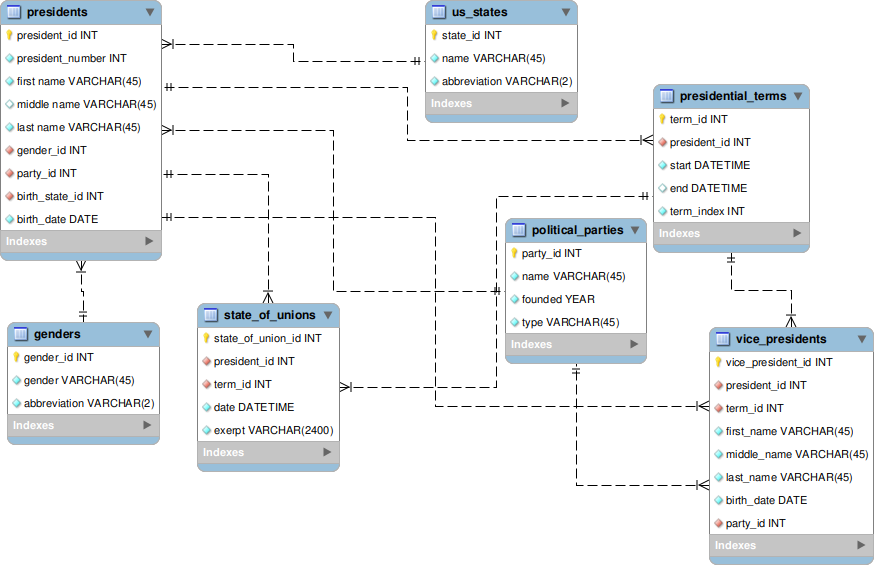 presidents
president_id INT
president_number INT
first name VARCHAR(45)
middle name VARCHAR(45)
last name VARCHAR(45)
gender_id INT
party_id INT
birth_state_id INT
birth_date DATE
Indexes
us_states
state_id INT
name VARCHAR(45)
abbreviation VARCHAR(2)
Indexes
presidential_terms
term_id INT
president_id INT
start DATETIME
end DATETIME
term_index INT
Indexes
political_parties
party_id INT
name VARCHAR(45)
founded YEAR
type VARCHAR(45)
Indexes
genders
gender_id INT
gender VARCHAR(45)
abbreviation VARCHAR(2)
Indexes
state_of_unions
state_of_union_id INT
president_id INT
term_id INT
date DATETIME
exerpt VARCHAR(2400)
Indexes
vice_presidents
vice_president_id INT
president_id INT
term_id INT
first_name VARCHAR(45)
middle_name VARCHAR(45)
last_name VARCHAR(45)
birth_date DATE
party_id INT
Indexes